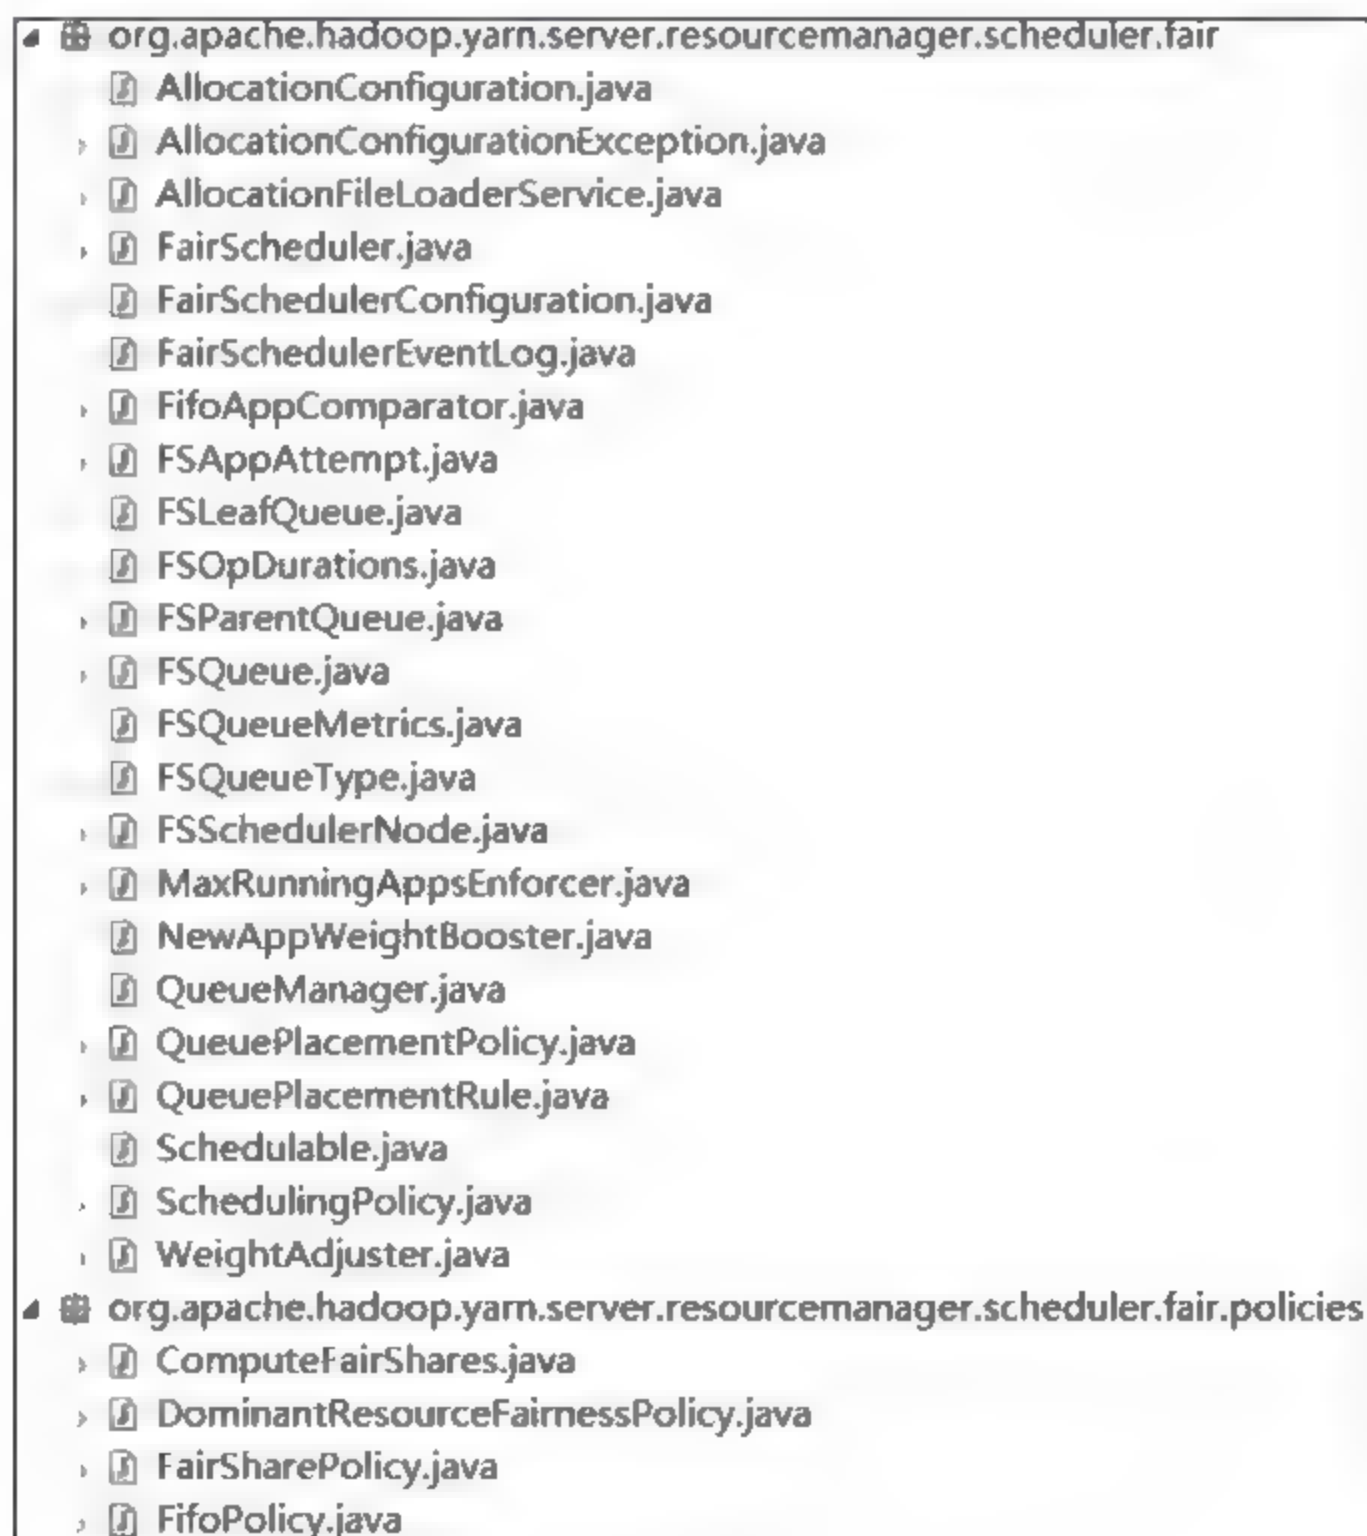 org.apache.hadoop.yarn.server.resourcemanager.scheduler.fair
AllocationConfiguration.java
AllocationConfigurationException.java
AllocationFileLoaderService.java
FairScheduler.java
FairSchedulerConfiguration.java
FairSchedulerEventLog.java
FifoAppComparator.java
FSAppAttempt.java
FSLeafQueue.java
FSOpDurations.java
FSParentQueue.java
FSQueue.java
FSQueueMetrics.java
FSQueueType.java
FSSchedulerNode.java
MaxRunningAppsEnforcer.java
NewAppWeightBooster.java
QueueManager.java
QueuePlacementPolicy.java
QueuePlacementRule.java
Schedulable.java
SchedulingPolicy.java
WeightAdjuster.java
org.apache.hadoop.yarn.server.resourcemanager.scheduler.fair.policies
ComputeFairShares.java
DominantResourceFairnessPolicy.java
FairSharePolicy.java
FifoPolicy.java